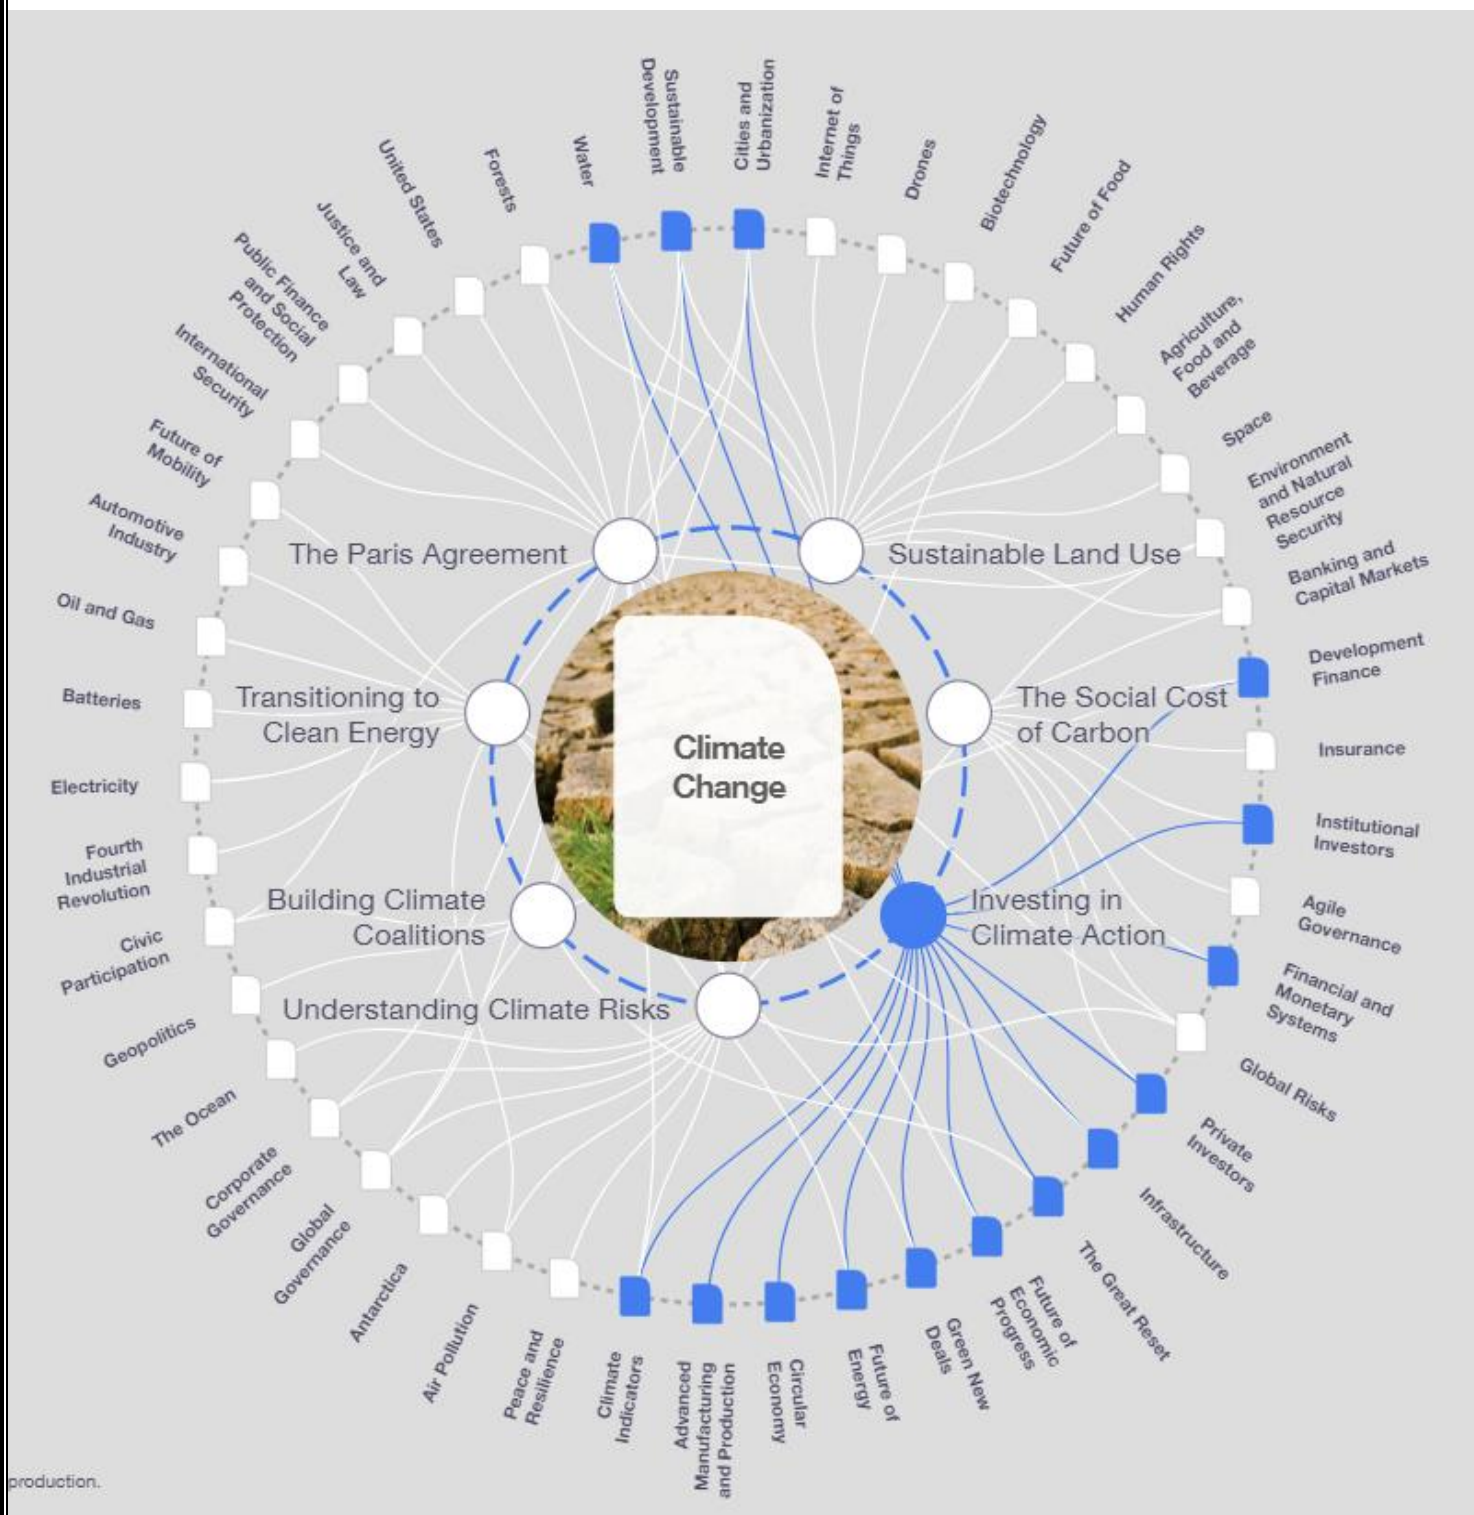 Climate
Change
The Paris Agreement
Sustainable Land Use
The Social Cost
of Carbon
Investing in
Climate Action
Understanding Climate Risks
Building Climate
Coalitions
Transitioning to
Clean Energy
Water
Sustainable
Development
Cities and
Urbanization
Internet of
Things
Drones
Biotechnology
Future of Food
Human Rights
Agriculture,
Food and
Beverage
Space
Environment
and Natural
Resource
Security
Banking and
Capital Markets
Development
Finance
Insurance
Institutional
Investors
Agile
Governance
Financial and
Monetary
Systems
Global Risks
Private
Investors
Infrastructure
The Great Reset
Future of
Economic
Progress
Green New
Deals
Future of
Energy
Circular
Economy
Advanced
Manufacturing
and Production
Climate
Indicators
Peace and
Resilience
Air Pollution
Antarctica
Global
Governance
Corporate
Governance
The Ocean
Geopolitics
Civic
Participation
Fourth
Industrial
Revolution
Electricity
Batteries
Oil and Gas
Automotive
Industry
Future of
Mobility
International
Security
Public Finance
and Social
Protection
Justice and
Law
United States
Forests
production.